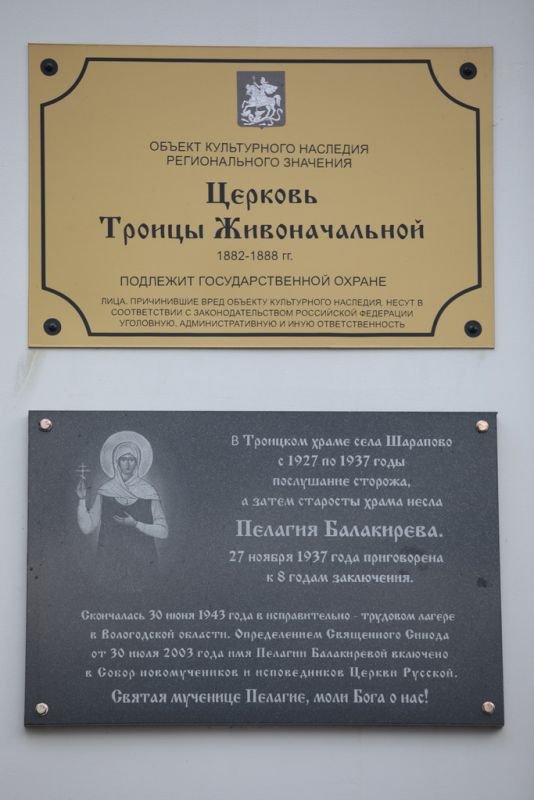 ОБЪЕКТ КУЛЬТУРНОГО НАСЛЕДИЯ
РЕГИОНАЛЬНОГО ЗНАЧЕНИЯ
Церковь
Троицы Живоначальной
1882-1888 гг.
ПОДЛЕЖИТ ГОСУДАРСТВЕННОЙ ОХРАНЕ
ЛИЦА, ПРИЧИНИВШИЕ ВРЕД ОБЪЕКТУ КУЛЬТУРНОГО НАСЛЕДИЯ, НЕСУТ В
СООТВЕТСТВИИ С ЗАКОНОДАТЕЛЬСТВОМ РОССИЙСКОЙ ФЕДЕРАЦИИ
УГОЛОВНУЮ, АДМИНИСТРАТИВНУЮ И ИНУЮ ОТВЕТСТВЕННОСТЬ
В Троицком храме села Шарапово
с 1927 по 1937 годы
послушание сторожа,
а затем старосты храма несла
Пелагия Балакирева.
27 ноября 1937 года приговорена
к 8 годам заключения.
Скончалась 30 июня 1943 года в исправительно - трудовом лагере
в Вологодской области. Определением Священного Синода
от 30 июля 2003 года имя Пелагии Балакиревой включено
в Собор новомучеников и исповедников Церкви Русской.
Святая мученице Пелагие, моли Бога о нас!